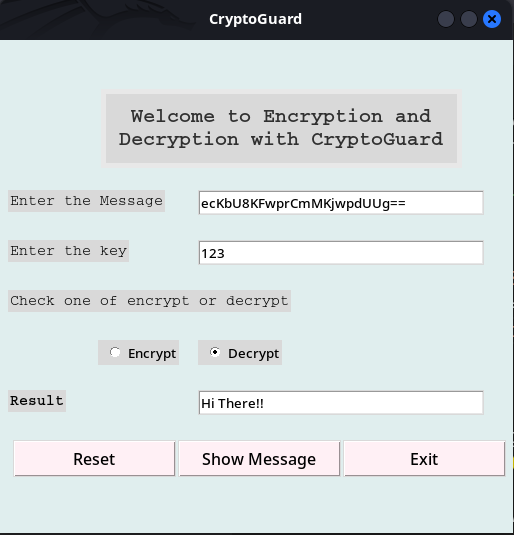 CryptoGuard
Welcome to Encryption and
Decryption with CryptoGuard
Enter the Message
ecKbU8KFwprCmMKjwpdUUg==
Enter the key
123
Check one of encrypt or decrypt
Encrypt
Decrypt
Result
Hi There!!
Reset
Show Message
Exit